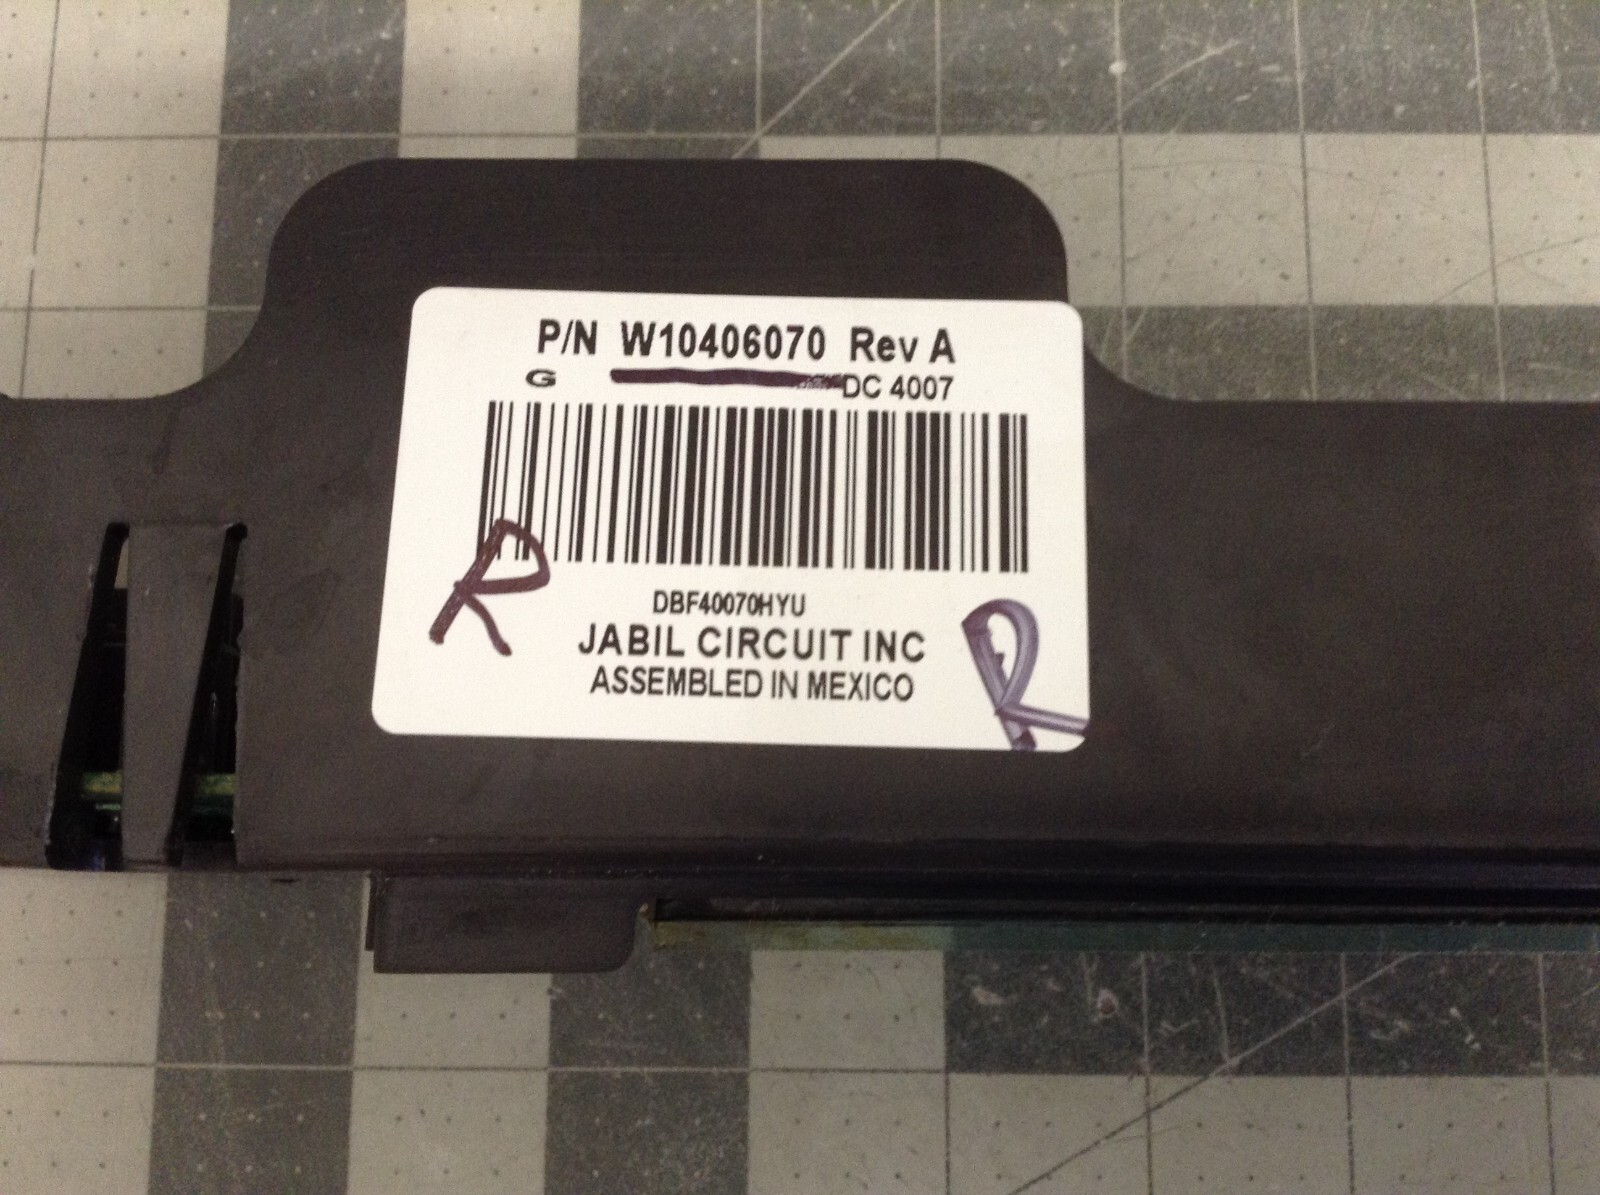 P/N W10406070 Rev A
G DC 4007
R
DBF40070HYU
JABIL CIRCUIT INC
ASSEMBLED IN MEXICO
R